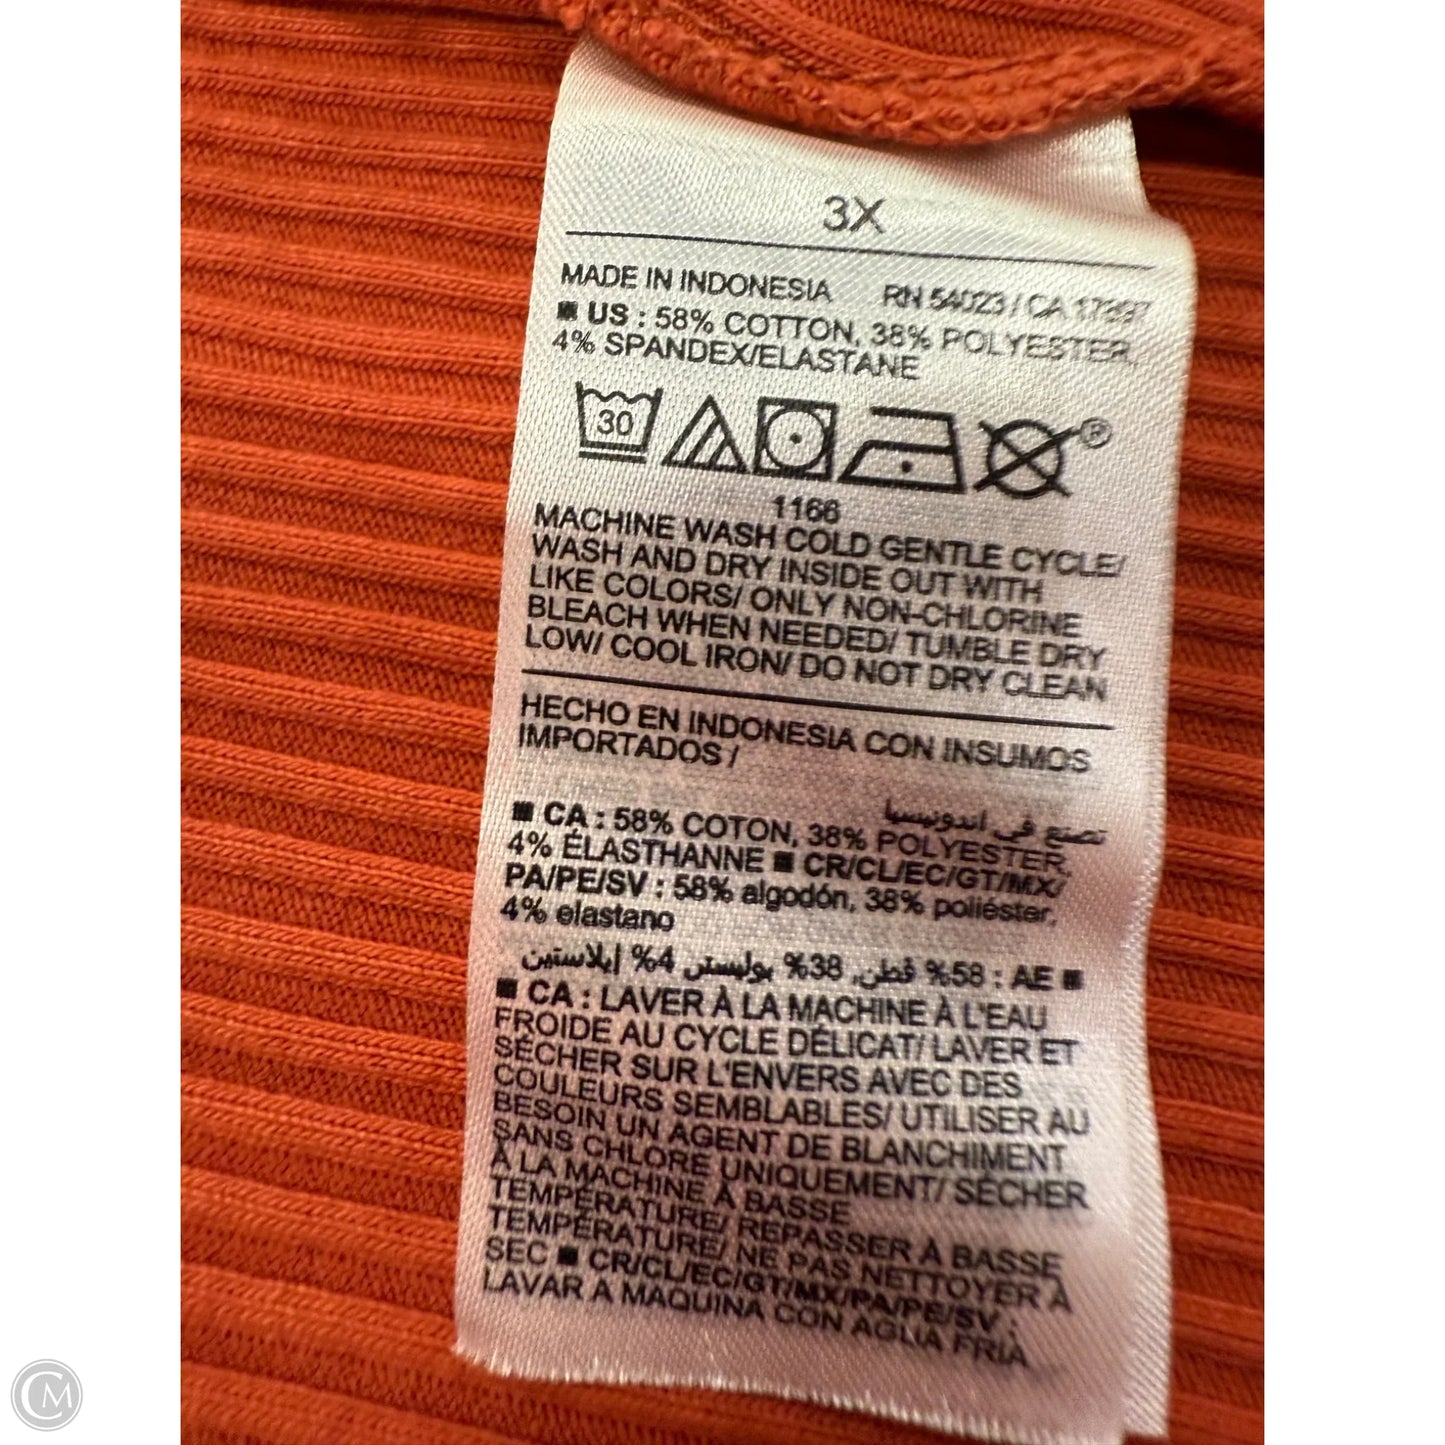 3X
MADE IN INDONESIA RN 54023 / CA 17897
■ US : 58% COTTON, 38% POLYESTER,
4% SPANDEX/ELASTANE
30
®
1166
MACHINE WASH COLD GENTLE CYCLE/
WASH AND DRY INSIDE OUT WITH
LIKE COLORS/ ONLY NON-CHLORINE
BLEACH WHEN NEEDED/ TUMBLE DRY
LOW/ COOL IRON/ DO NOT DRY CLEAN
HECHO EN INDONESIA CON INSUMOS
IMPORTADOS /
تصنع في اندونيسيا
■ CA : 58% COTON, 38% POLYESTER,
4% ÉLASTHANNE ■ CR/CL/EC/GT/MX/
PA/PE/SV : 58% algodón, 38% poliéster,
4% elastano
■ AE : 58% قطن, 38% بوليستر 4% إيلاستين
■ CA : LAVER À LA MACHINE À L'EAU
FROIDE AU CYCLE DÉLICAT/ LAVER ET
SÉCHER SUR L'ENVERS AVEC DES
COULEURS SEMBLABLES/ UTILISER AU
BESOIN UN AGENT DE BLANCHIMENT
SANS CHLORE UNIQUEMENT/ SÉCHER
À LA MACHINE À BASSE
TEMPÉRATURE/ REPASSER À BASSE
TEMPÉRATURE/ NE PAS NETTOYER À
SEC ■ CR/CL/EC/GT/MX/PA/PE/SV :
LAVAR A MAQUINA CON AGUA FRIA
CM